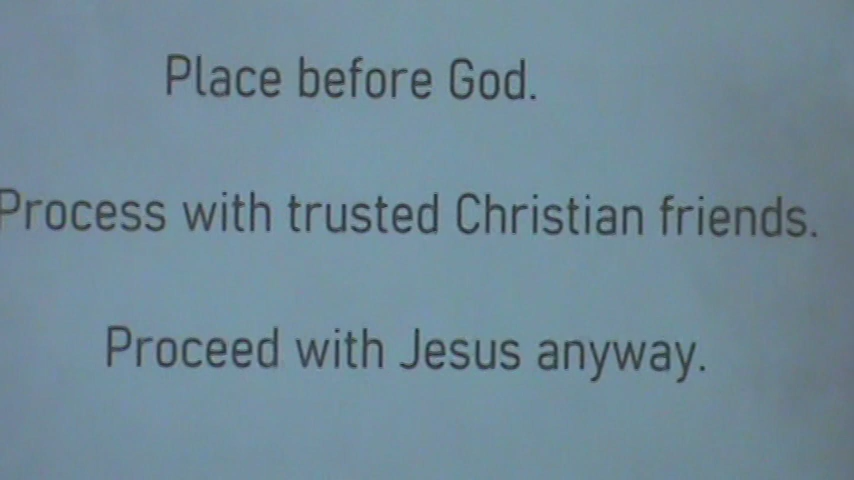 Place before God.
Process with trusted Christian friends.
Proceed with Jesus anyway.